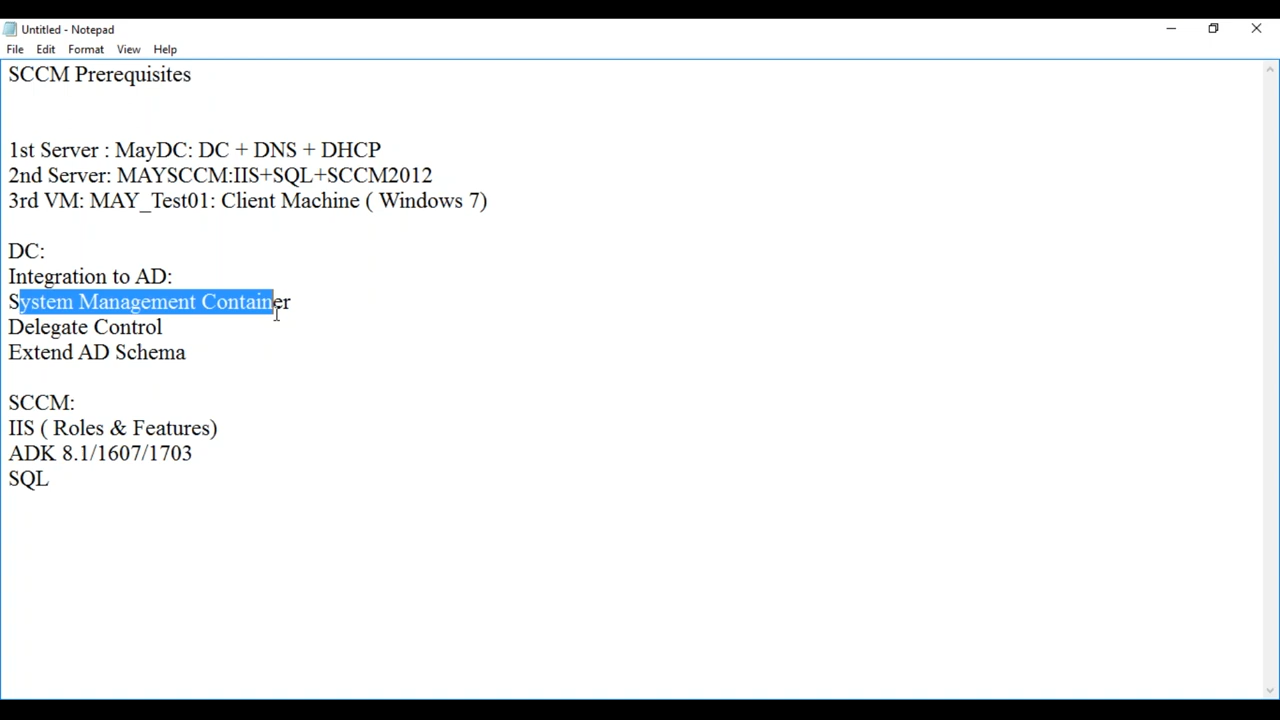 Untitled - Notepad
File Edit Format View Help
SCCM Prerequisites
1st Server : MayDC: DC + DNS + DHCP
2nd Server: MAYSCCM:IIS+SQL+SCCM2012
3rd VM: MAY_Test01: Client Machine ( Windows 7)
DC:
Integration to AD:
System Management Container
Delegate Control
Extend AD Schema
SCCM:
IIS ( Roles & Features)
ADK 8.1/1607/1703
SQL